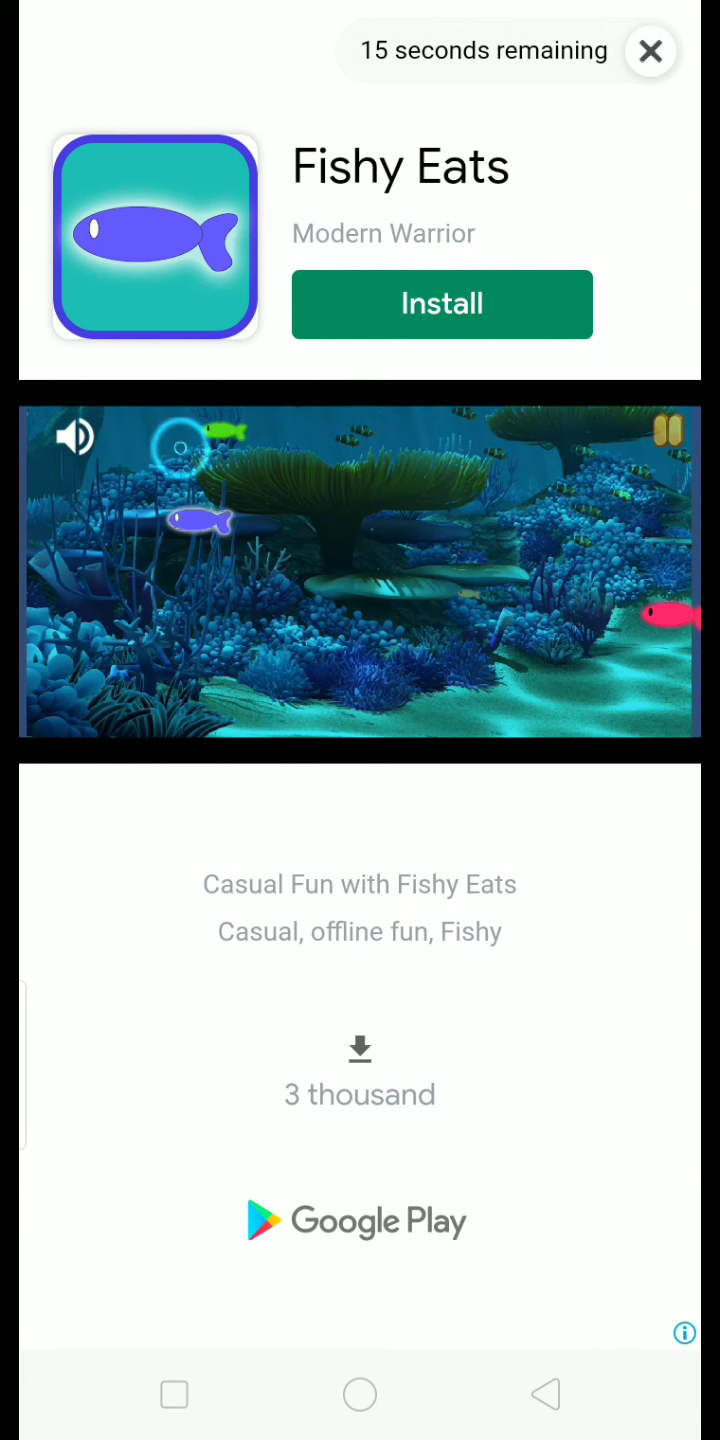 15 seconds remaining
Fishy Eats
Modern Warrior
Install
Casual Fun with Fishy Eats
Casual, offline fun, Fishy
3 thousand
Google Play